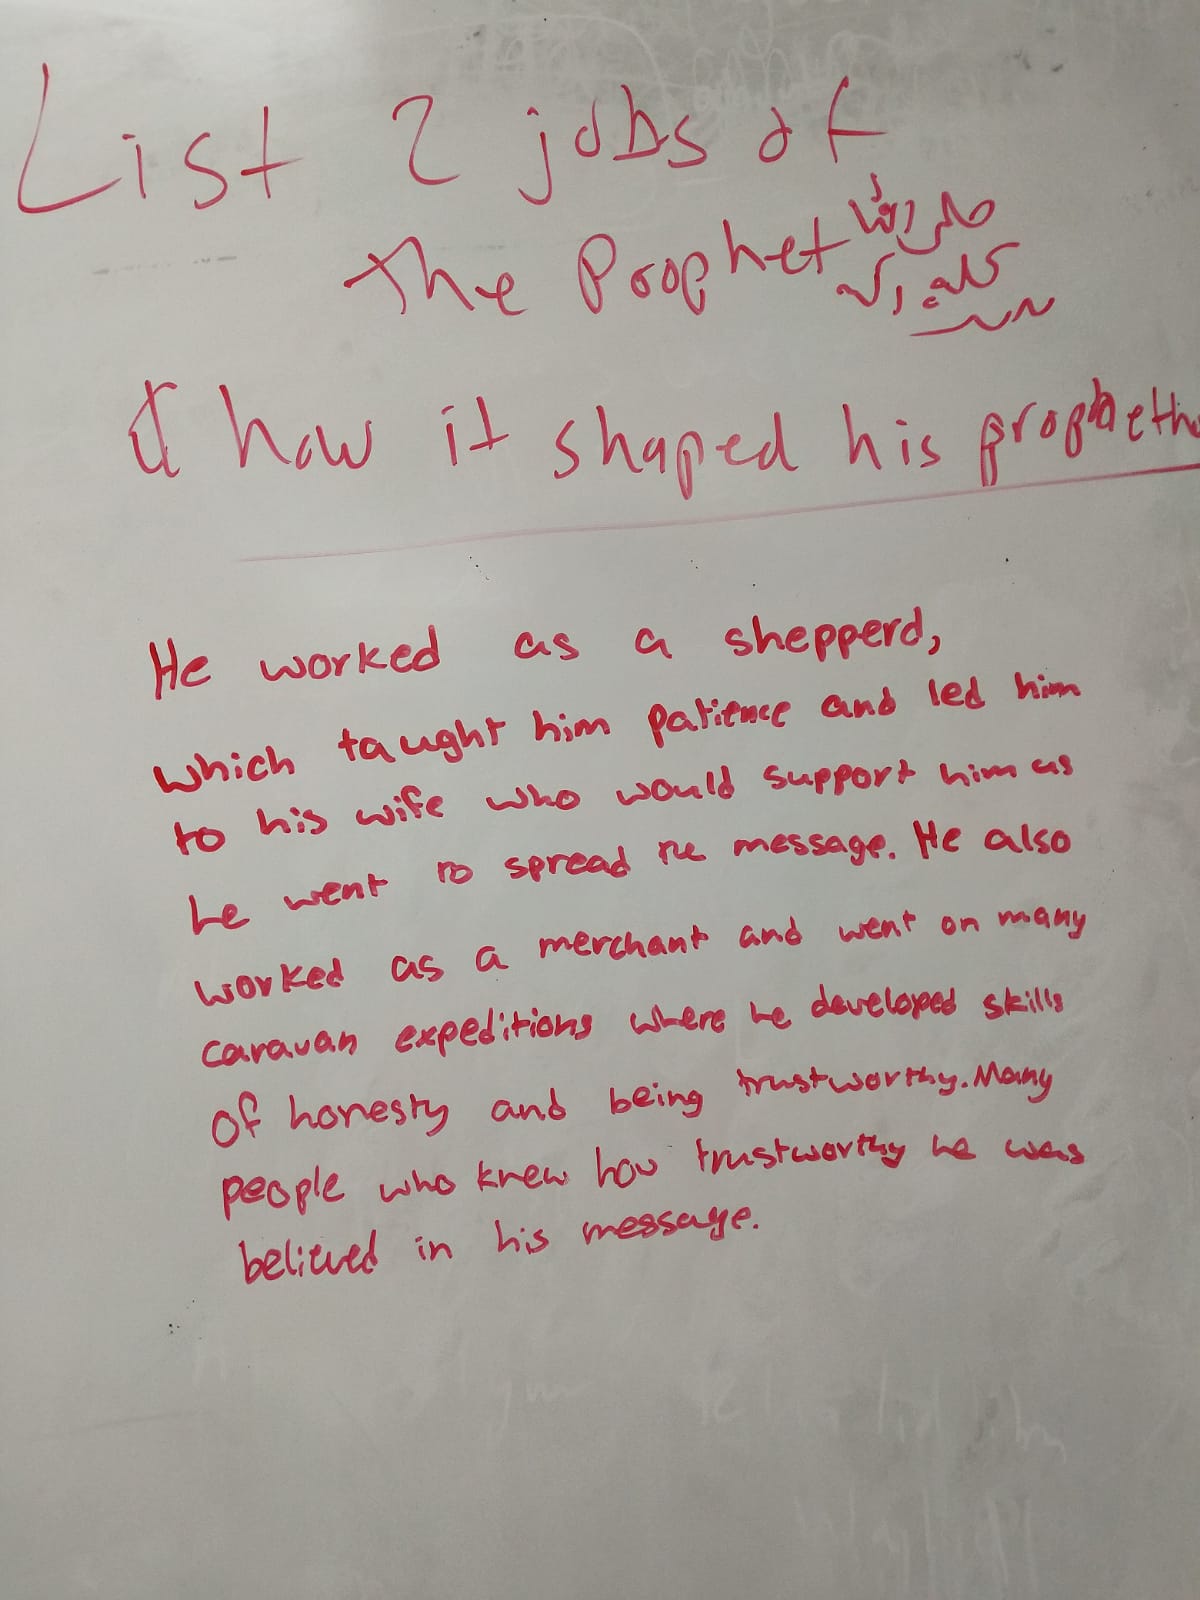 List 2 jobs of
the Prophet صلى الله
عليه وسلم
& how it shaped his
He worked as a shepperd,
which taught him patience and led him
to his wife who would support him as
he went to spread the message. He also
worked as a merchant and went on many
caravan expeditions where he developed skills
of honesty and being trustworthy. Many
people who knew how trustworthy he was
believed in his message.